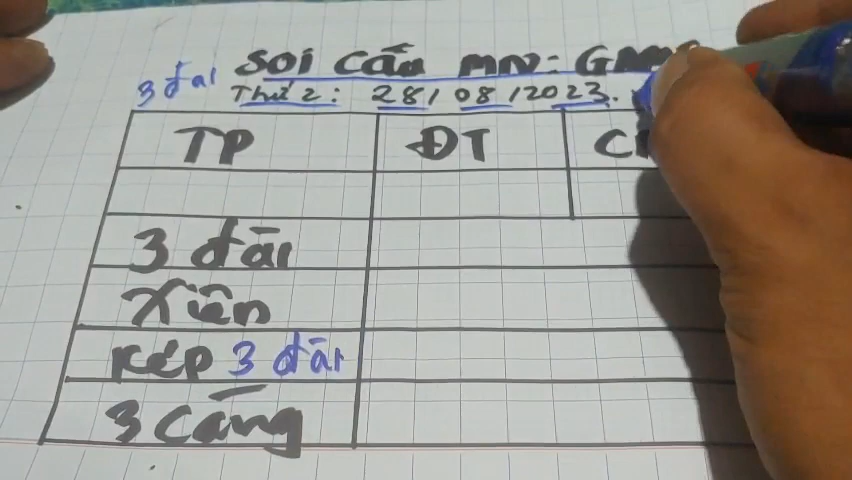 SOI CẦU MN:
3 đài Thứ 2: 28/08/2023.
TP ĐT
3 đài
Xiên
Kép 3 đài
3 Càng